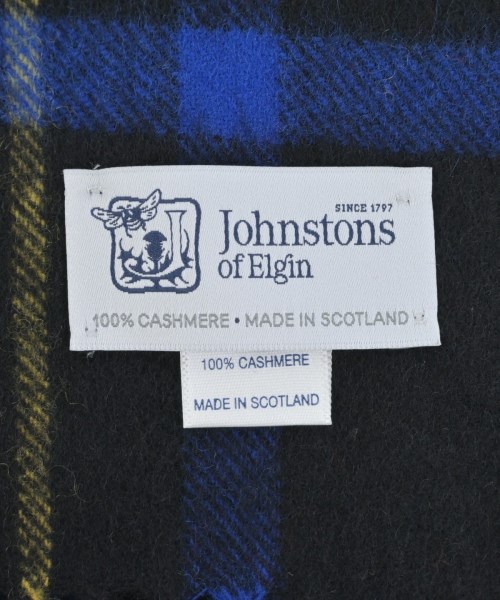 SINCE 1797
Johnstons
of Elgin
100% CASHMERE • MADE IN SCOTLAND
100% CASHMERE
MADE IN SCOTLAND